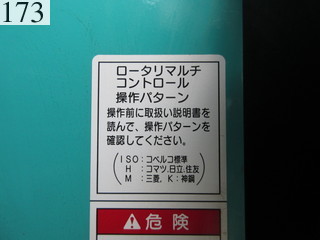 173
ロータリマルチ
コントロール
操作パターン
操作前に取扱い説明書を
読んで、操作パターンを
確認してください。
ISO：コベルコ標準
H：コマツ,日立,住友
M：三菱, K：神鋼
危険